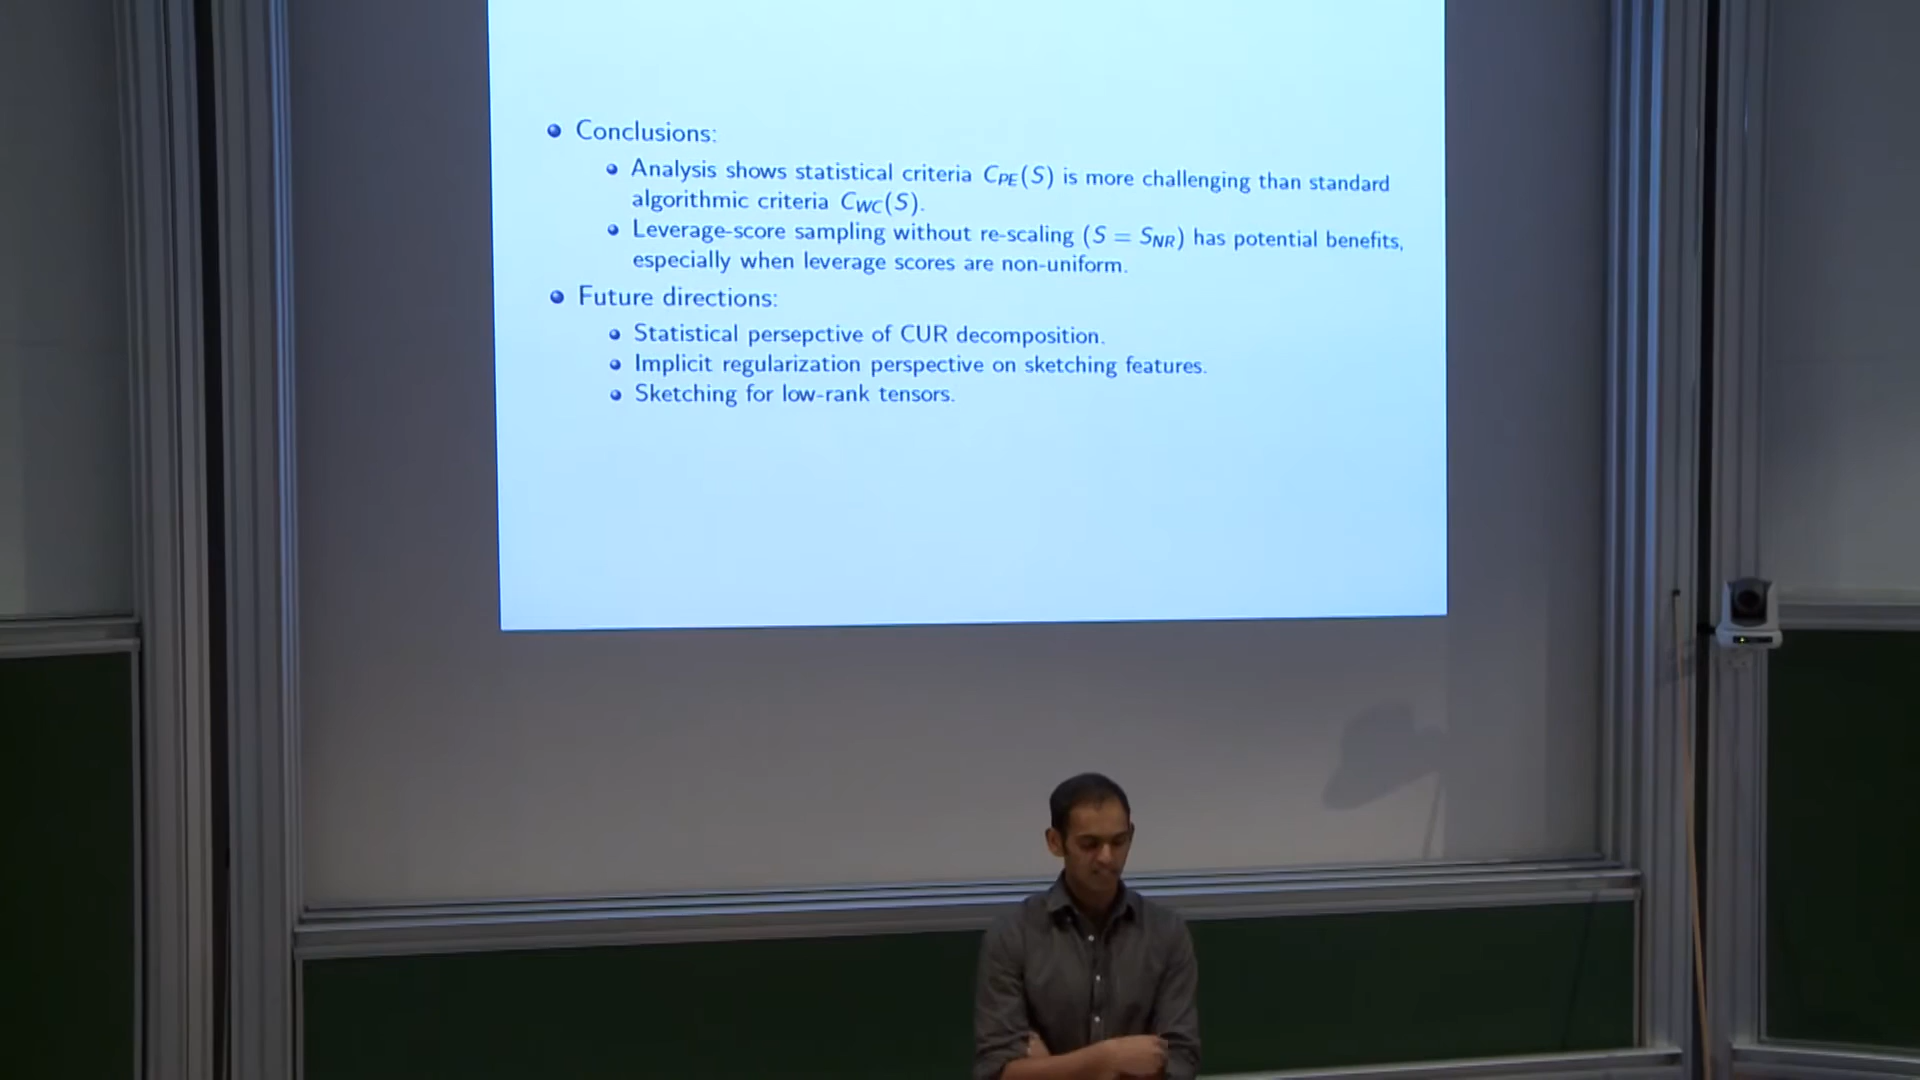 Conclusions:
Analysis shows statistical criteria C_PE(S) is more challenging than standard
algorithmic criteria C_WC(S).
Leverage-score sampling without re-scaling (S = S_NR) has potential benefits,
especially when leverage scores are non-uniform.
Future directions:
Statistical persepctive of CUR decomposition.
Implicit regularization perspective on sketching features.
Sketching for low-rank tensors.